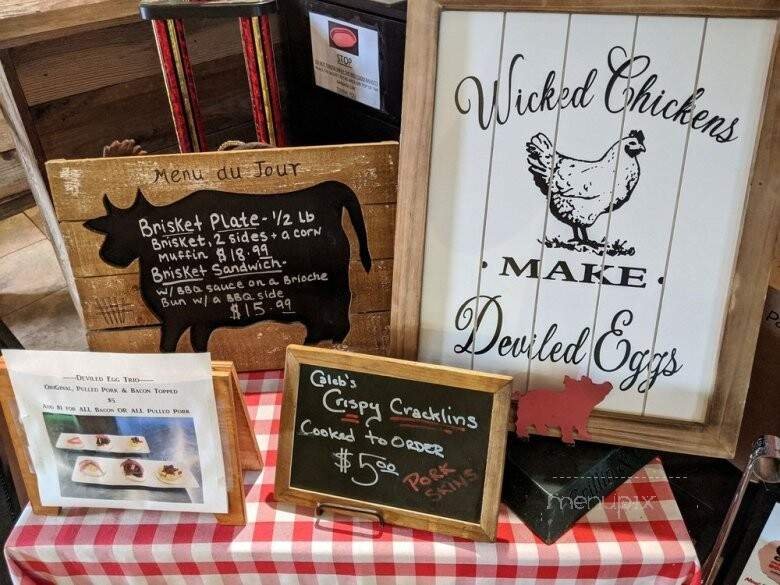 STOP
Menu du Jour
Brisket Plate - 1/2 lb
Brisket, 2 sides + a corn
Muffin $18.99
Brisket Sandwich -
w/ BBQ sauce on a Brioche
Bun w/ a BBQ side
$15.99
Wicked Chickens
• MAKE •
Deviled Eggs
Deviled Egg Trio
Original, Pulled Pork & Bacon Topped
$5
Add $1 for ALL Bacon OR ALL Pulled Pork
Caleb's
Crispy Cracklins
Cooked to ORDER
$5.00
PORK
SKINS
menupix